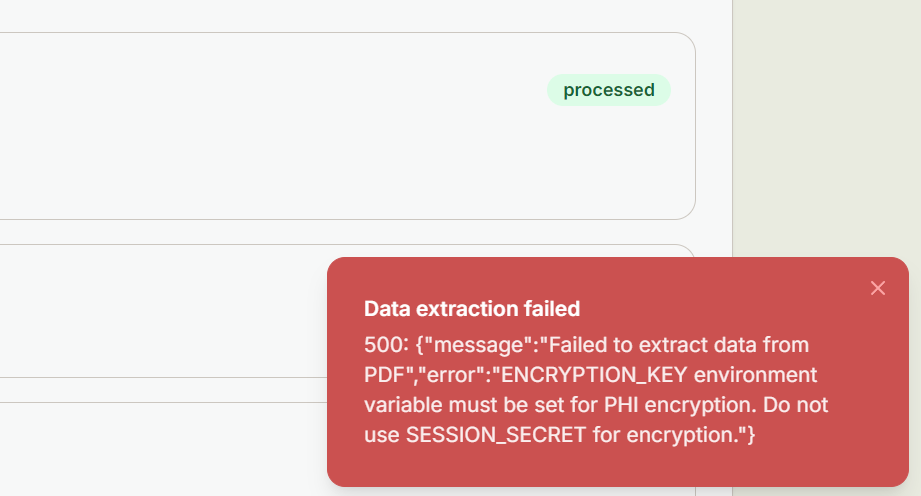 processed
Data extraction failed
500: {"message":"Failed to extract data from
PDF","error":"ENCRYPTION_KEY environment
variable must be set for PHI encryption. Do not
use SESSION_SECRET for encryption."}